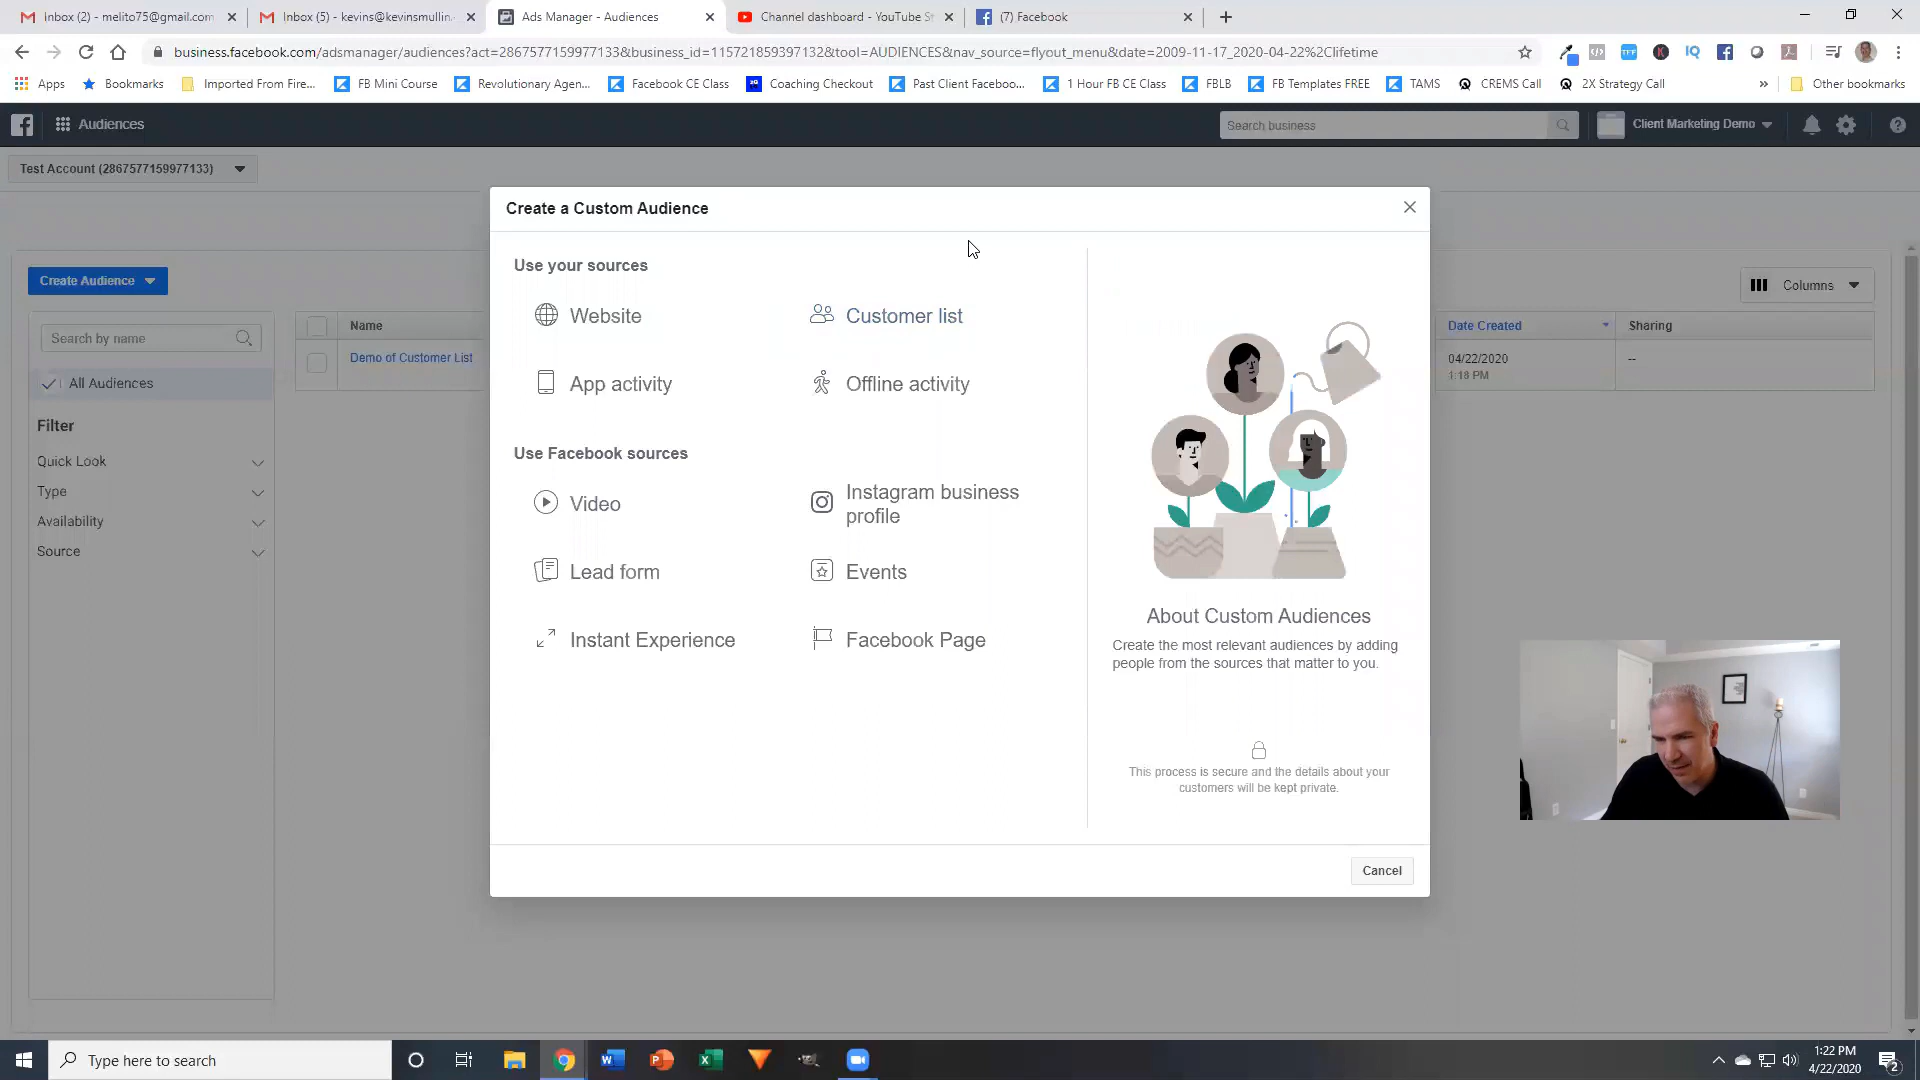 Inbox (2) - melito75@gmail.com
Inbox (5) - kevins@kevinsmullin.
Ads Manager - Audiences
Channel dashboard - YouTube St
(7) Facebook
business.facebook.com/adsmanager/audiences?act=2867577159977133&business_id=115721859397132&tool=AUDIENCES&nav_source=flyout_menu&date=2009-11-17_2020-04-22%2Clifetime
Apps
Bookmarks
Imported From Fire...
FB Mini Course
Revolutionary Agen...
Facebook CE Class
Coaching Checkout
Past Client Faceboo...
1 Hour FB CE Class
FBLB
FB Templates FREE
TAMS
CREMS Call
2X Strategy Call
»
Other bookmarks
Audiences
Search business
Client Marketing Demo
Test Account (2867577159977133)
Create a Custom Audience
Create Audience
Columns
Search by name
Name
Date Created
Sharing
Demo of Customer List
04/22/2020
1:18 PM
--
All Audiences
Filter
Quick Look
Type
Availability
Source
Use your sources
Website
Customer list
App activity
Offline activity
Use Facebook sources
Video
Instagram business
profile
Lead form
Events
Instant Experience
Facebook Page
About Custom Audiences
Create the most relevant audiences by adding
people from the sources that matter to you.
This process is secure and the details about your
customers will be kept private.
Cancel
Type here to search
1:22 PM
4/22/2020
2